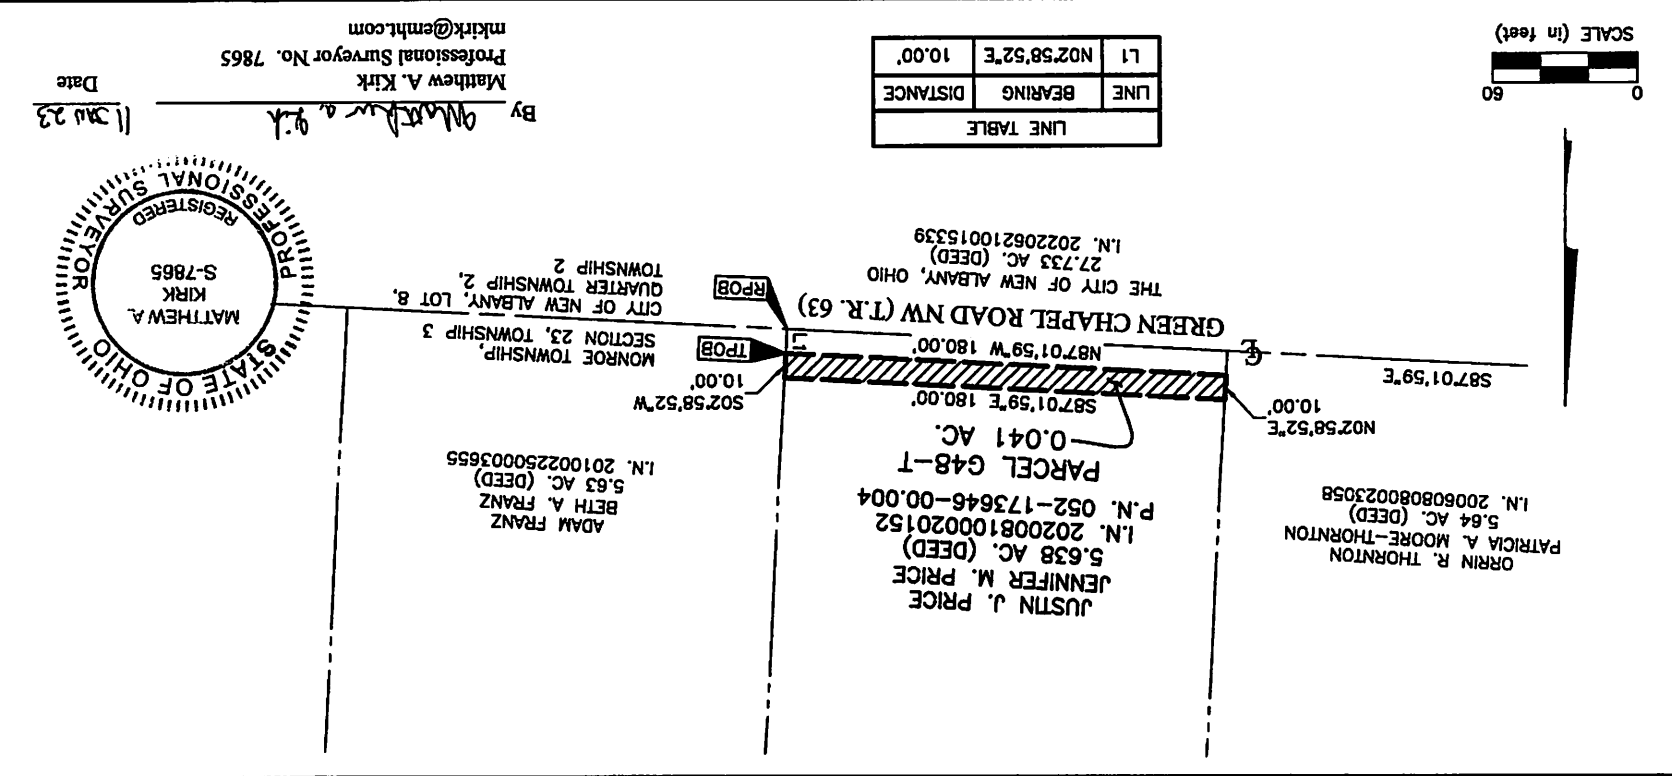 JUSTIN J. PRICE
JENNIFER M. PRICE
5.638 AC. (DEED)
I.N. 202008100020152
P.N. 052-173646-00.004
PARCEL G48-T
0.041
AC.
ORRIN R. THORNTON
PATRICIA A. MOORE-THORNTON
5.64 AC. (DEED)
I.N. 200608080023058
ADAM FRANZ
BETH A. FRANZ
5.63 AC. (DEED)
I.N. 201002250003655
N02°58'52"E
10.00'
S87°01'59"E 180.00'
S02°58'52"W
10.00'
S87°01'59"E
℄
N87°01'59"W 180.00'
L1
TPOB
MONROE TOWNSHIP,
SECTION 23, TOWNSHIP 3
GREEN CHAPEL ROAD NW (T.R. 63)
RPOB
CITY OF NEW ALBANY, LOT 8,
QUARTER TOWNSHIP 2,
TOWNSHIP 2
THE CITY OF NEW ALBANY, OHIO
27.733 AC. (DEED)
I.N. 202206210015339
STATE OF OHIO
MATTHEW A.
KIRK
S-7865
REGISTERED
PROFESSIONAL SURVEYOR
LINE TABLE
LINE BEARING DISTANCE
L1 N02°58'52"E 10.00'
0 60
SCALE (in feet)
By Matthew A. Kirk 11 JAN 23
Matthew A. Kirk Date
Professional Surveyor No. 7865
mkirk@emht.com